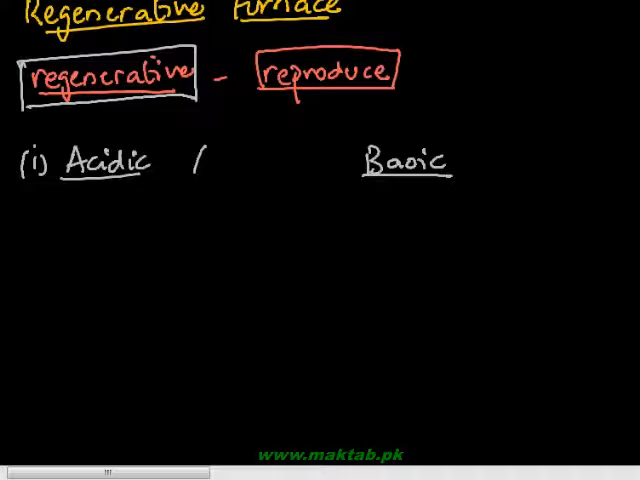 Regenerative Furnace
regenerative - reproduce
(i) Acidic / Basic
www.maktab.pk